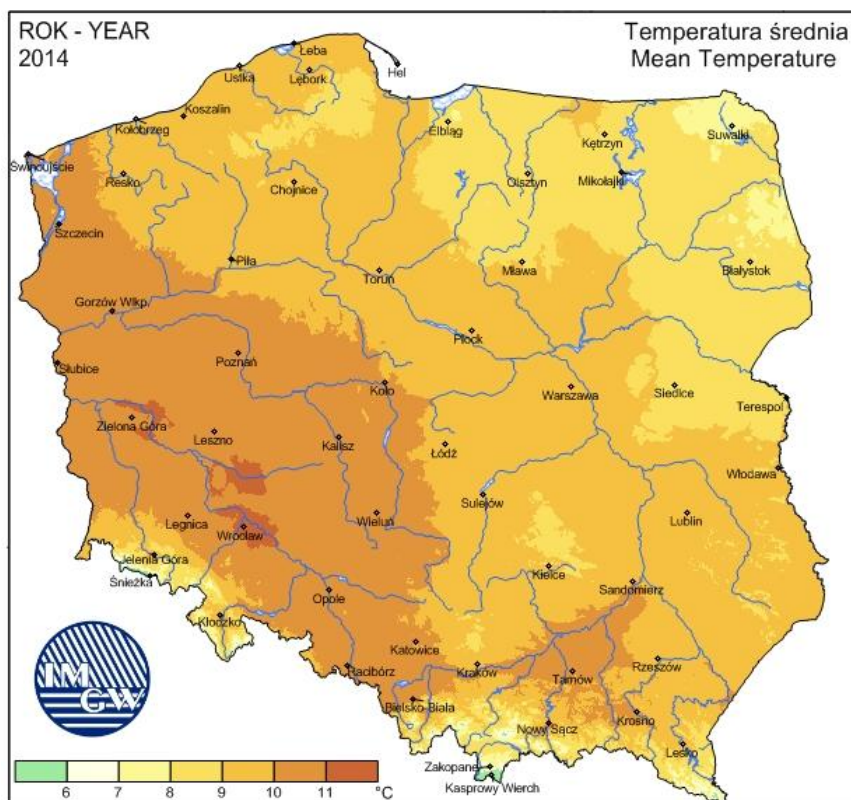 ROK - YEAR
2014
Temperatura średnia
Mean Temperature
Łeba
Hel
Ustka
Lębork
Koszalin
Kołobrzeg
Elbląg
Kętrzyn
Suwałki
Świnoujście
Resko
Chojnice
Olsztyn
Mikołajki
Szczecin
Piła
Toruń
Mława
Białystok
Gorzów Wlkp.
Płock
Słubice
Poznań
Koło
Warszawa
Siedlce
Terespol
Zielona Góra
Leszno
Kalisz
Łódź
Włodawa
Sulejów
Legnica
Wrocław
Wieluń
Lublin
Jelenia Góra
Śnieżka
Kielce
Opole
Sandomierz
Kłoczko
Katowice
Racibórz
Kraków
Tarnów
Rzeszów
Bielsko-Biała
Nowy Sącz
Krosno
Lesko
Zakopane
Kasprowy Wierch
IM
GW
6 7 8 9 10 11 °C